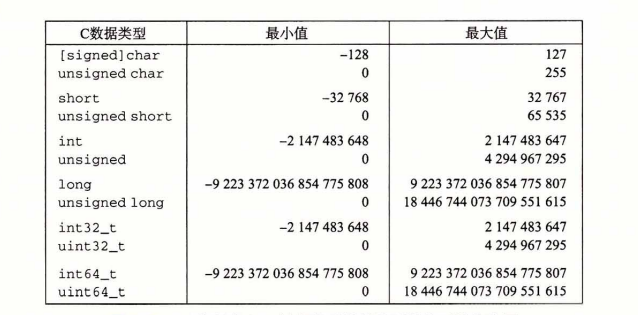 C数据类型 最小值 最大值
[signed]char −128 127
unsigned char 0 255
short −32 768 32 767
unsigned short 0 65 535
int −2 147 483 648 2 147 483 647
unsigned 0 4 294 967 295
long −9 223 372 036 854 775 808 9 223 372 036 854 775 807
unsigned long 0 18 446 744 073 709 551 615
int32_t −2 147 483 648 2 147 483 647
uint32_t 0 4 294 967 295
int64_t −9 223 372 036 854 775 808 9 223 372 036 854 775 807
uint64_t 0 18 446 744 073 709 551 615